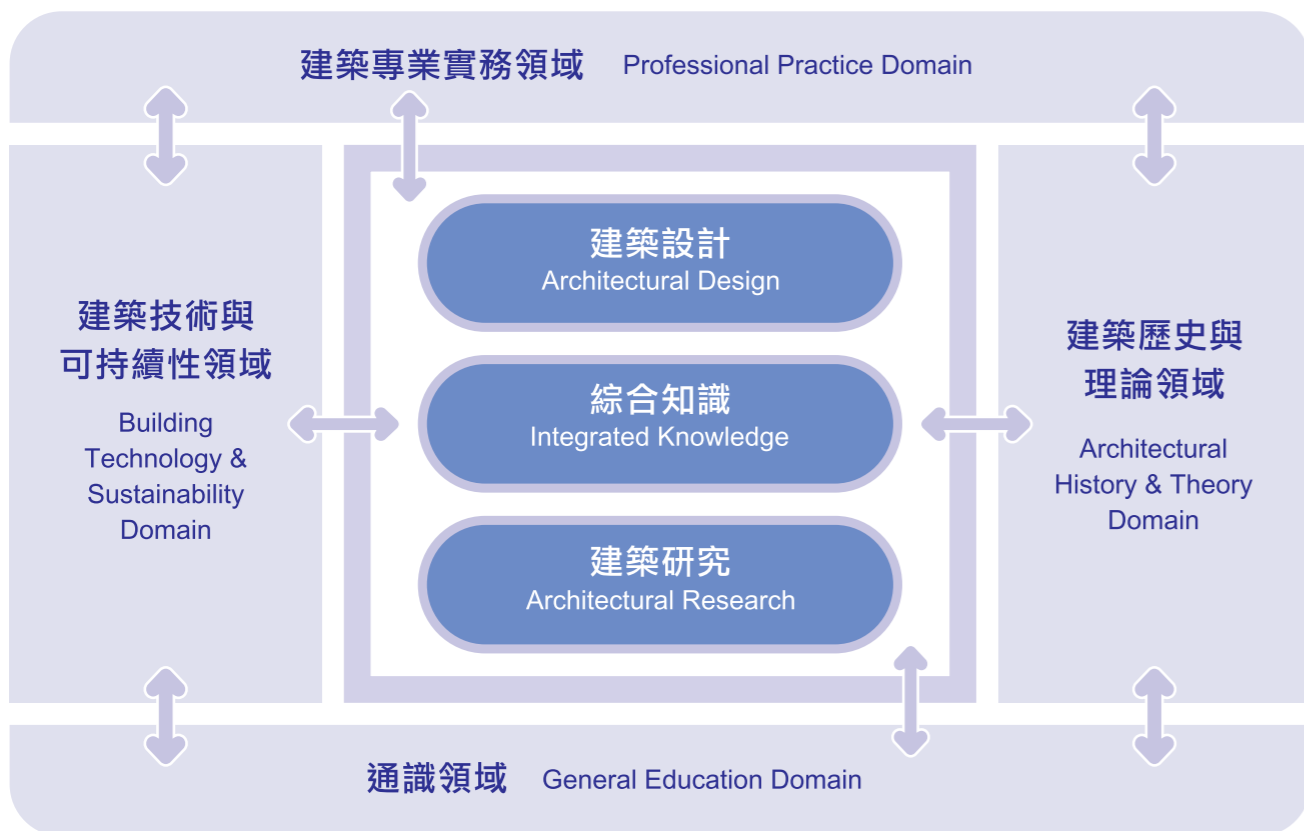 建築專業實務領域 Professional Practice Domain
建築技術與
可持續性領域
Building
Technology &
Sustainability
Domain
建築設計
Architectural Design
綜合知識
Integrated Knowledge
建築研究
Architectural Research
建築歷史與
理論領域
Architectural
History & Theory
Domain
通識領域 General Education Domain